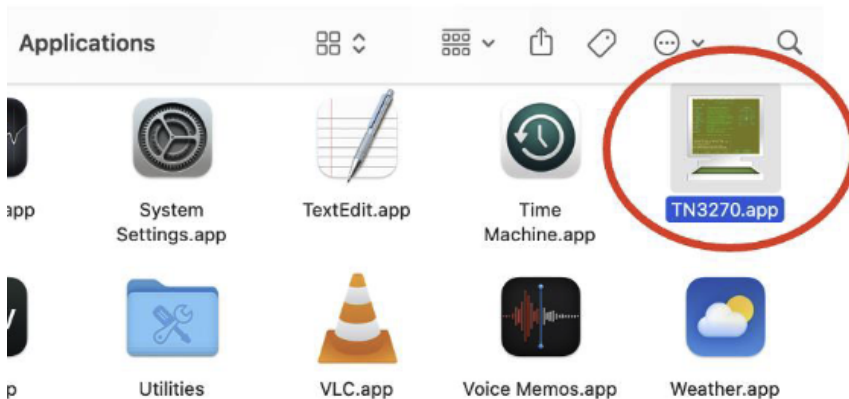 Applications
app
System
Settings.app
TextEdit.app
Time
Machine.app
TN3270.app
p
Utilities
VLC.app
Voice Memos.app
Weather.app